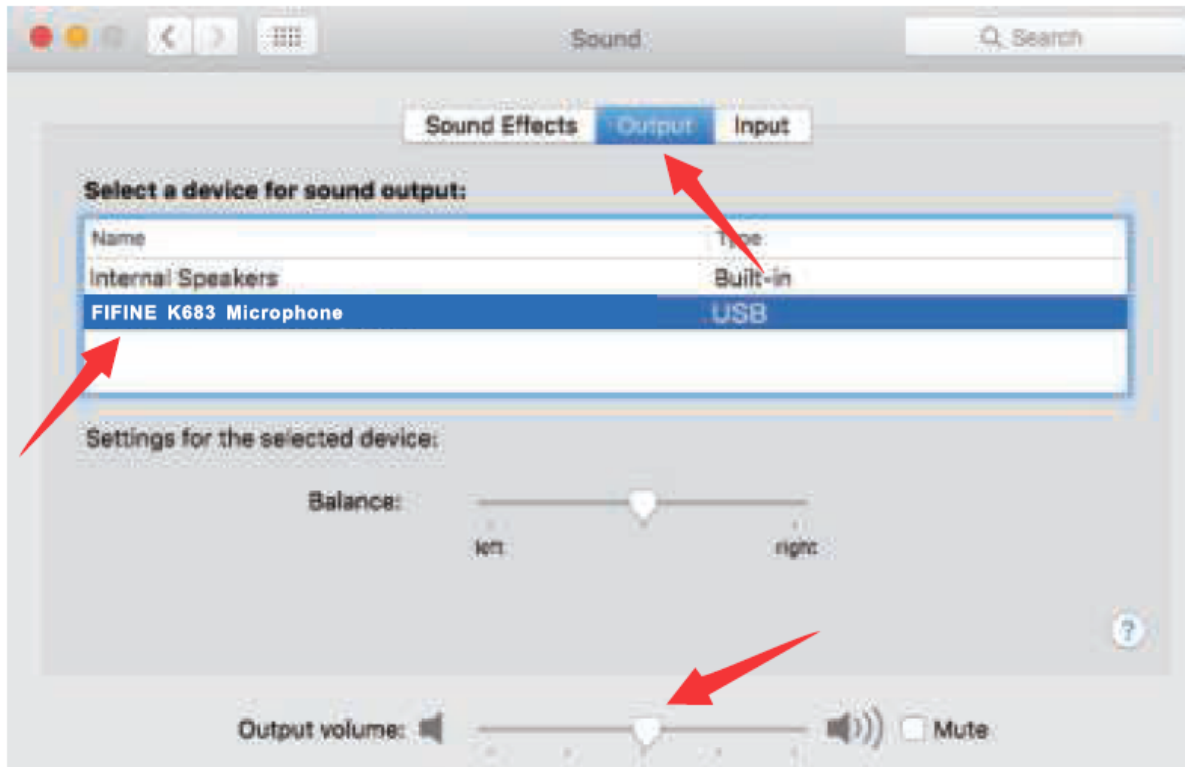 Sound
Search
Sound Effects Output Input
Select a device for sound output:
Name Type
Internal Speakers Built-in
FIFINE K683 Microphone USB
Settings for the selected device:
Balance:
left right
?
Output volume: Mute